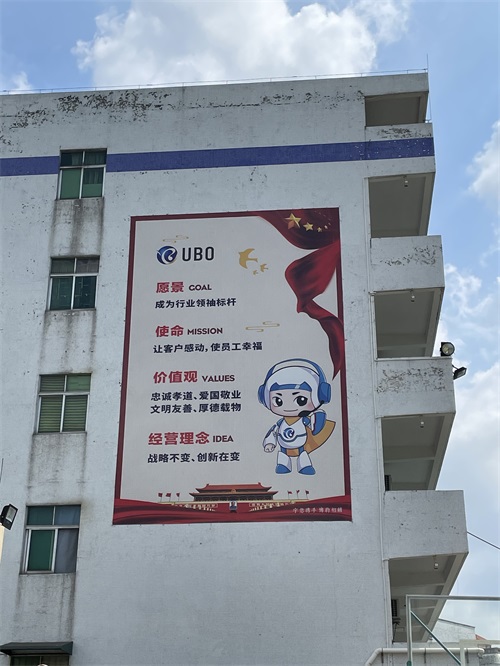 UBO
愿景 COAL
成为行业领袖标杆
使命 MISSION
让客户感动,使员工幸福
价值观 VALUES
忠诚孝道、爱国敬业
文明友善、厚德载物
经营理念 IDEA
战略不变、创新在变